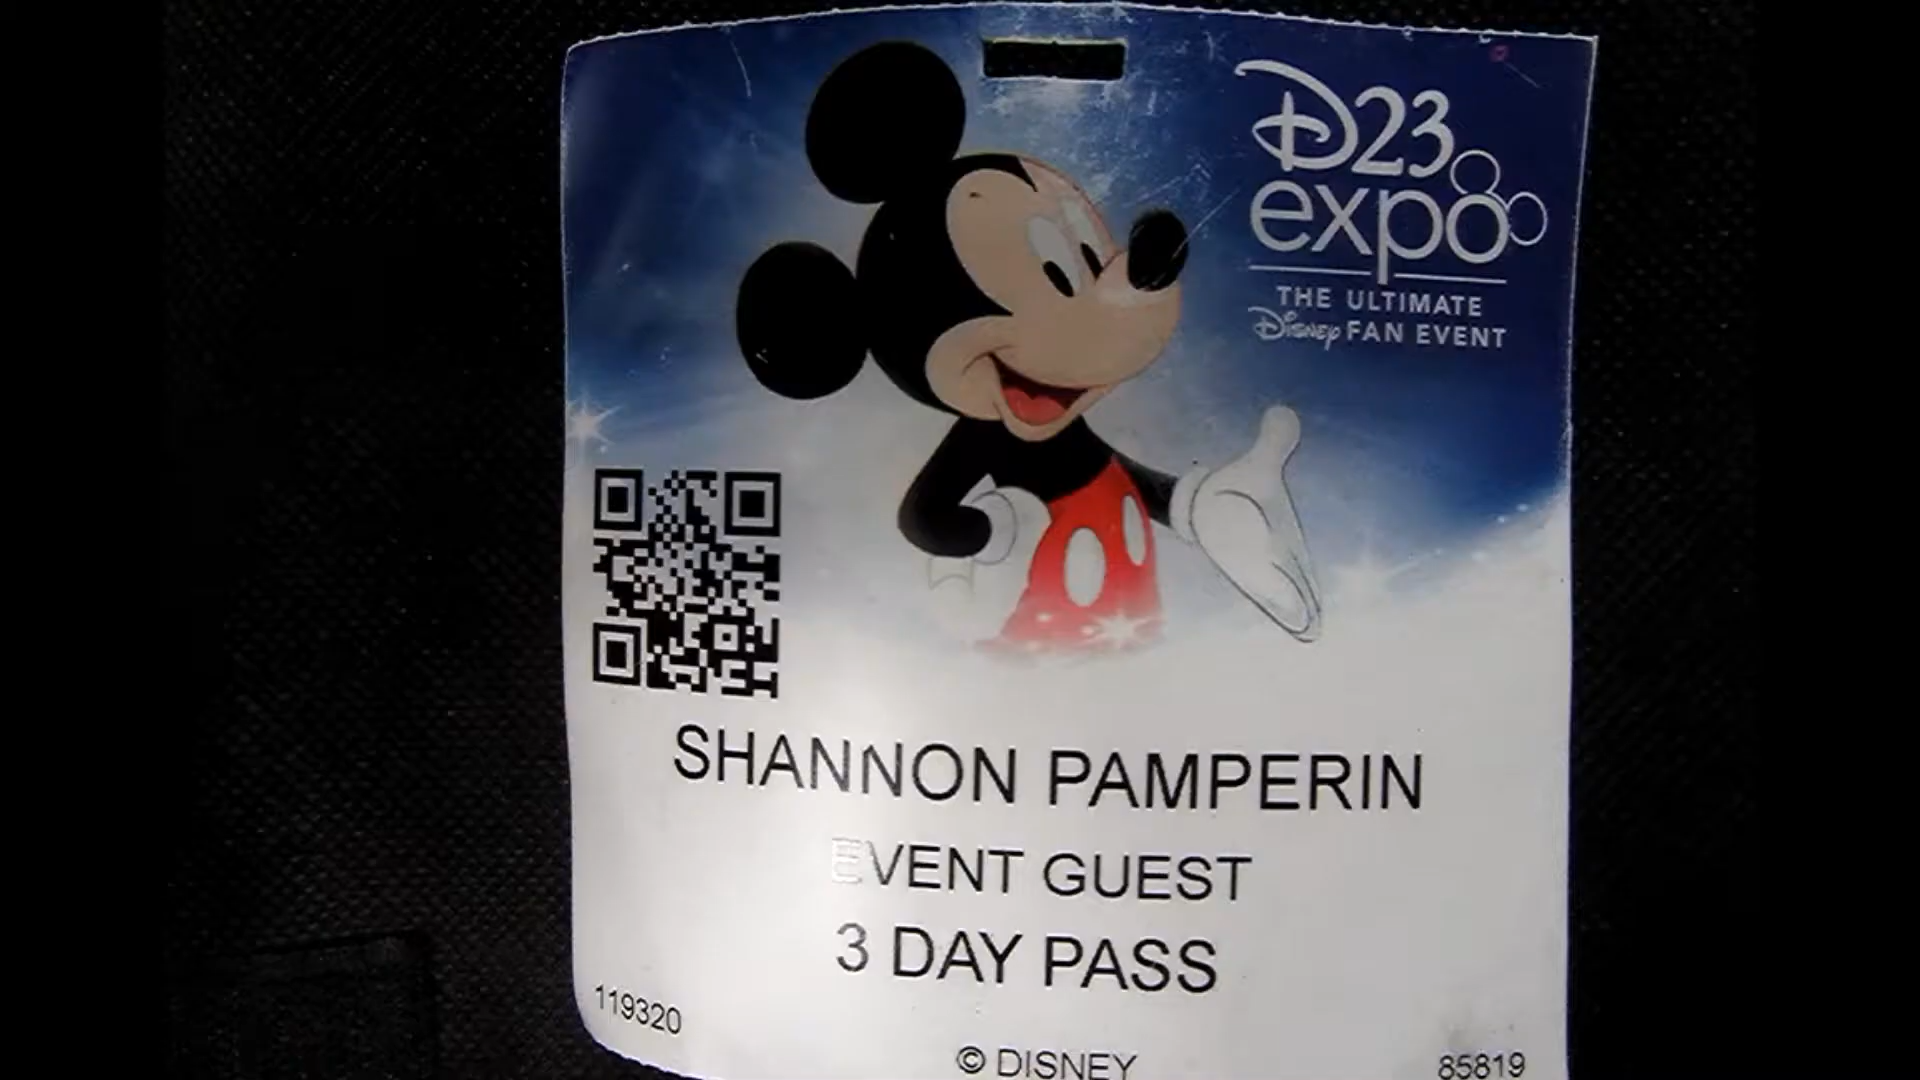 D23
expo
THE ULTIMATE
Disney FAN EVENT
SHANNON PAMPERIN
EVENT GUEST
3 DAY PASS
119320
© DISNEY
85819